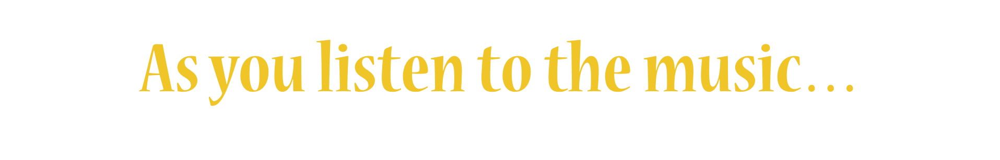 As you listen to the music…